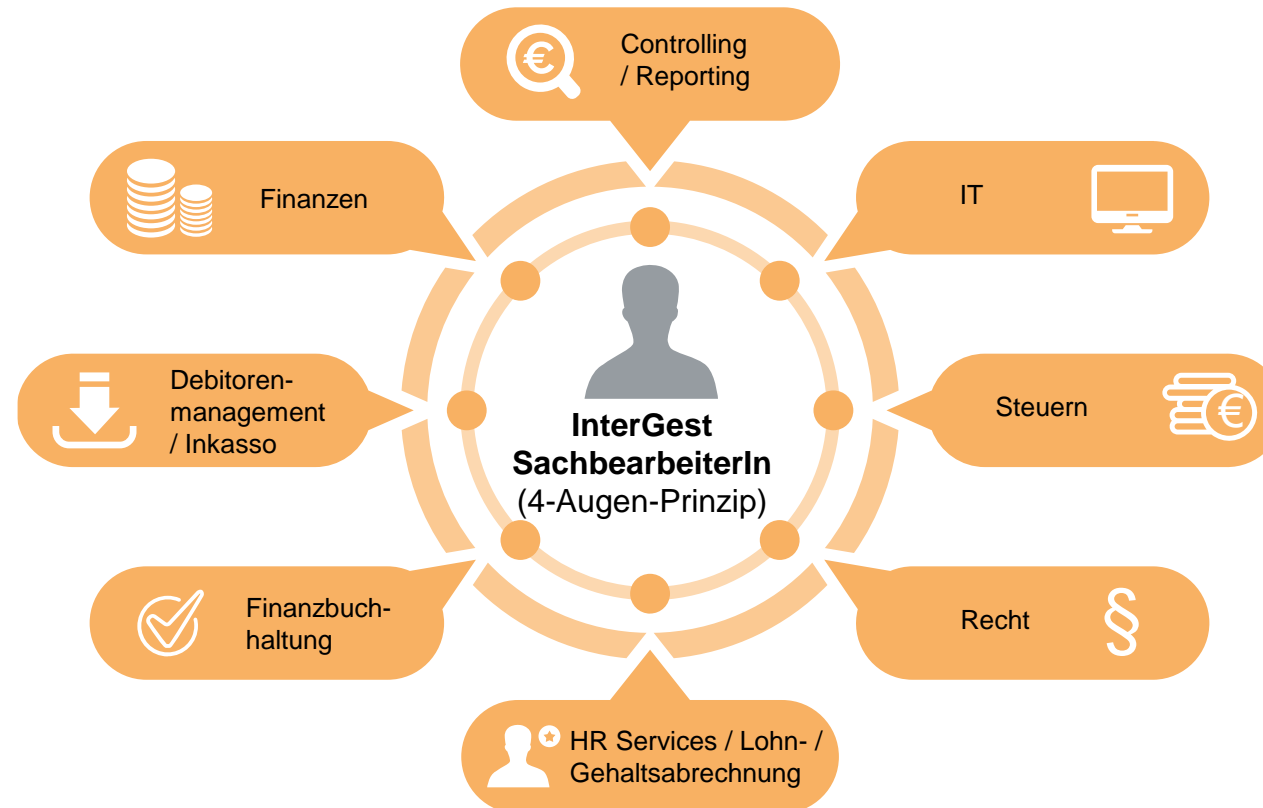 Controlling
/ Reporting
Finanzen
IT
Debitoren-
management
/ Inkasso
InterGest
SachbearbeiterIn
(4-Augen-Prinzip)
Steuern
Finanzbuch-
haltung
Recht
§
HR Services / Lohn- /
Gehaltsabrechnung